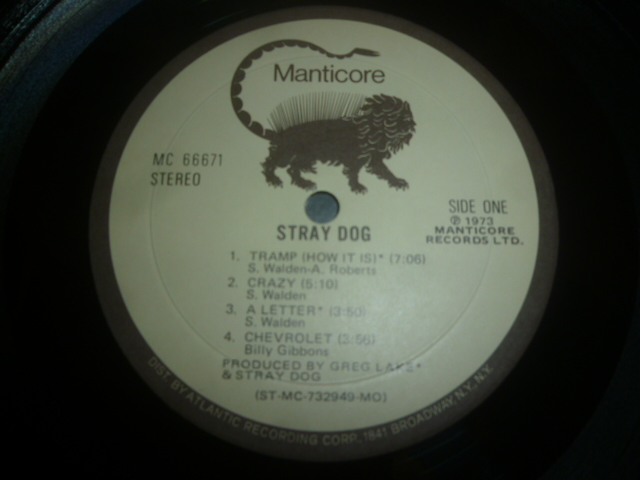 Manticore
MC 66671
STEREO
SIDE ONE
℗ 1973
MANTICORE
RECORDS LTD.
STRAY DOG
1. TRAMP (HOW IT IS)* (7:06)
S. Walden-A. Roberts
2. CRAZY (5:10)
S. Walden
3. A LETTER* (3:50)
S. Walden
4. CHEVROLET (3:56)
Billy Gibbons
PRODUCED BY GREG LAKE*
& STRAY DOG
(ST-MC-732949-MO)
DIST. BY ATLANTIC RECORDING CORP. 1841 BROADWAY, N.Y. N.Y.